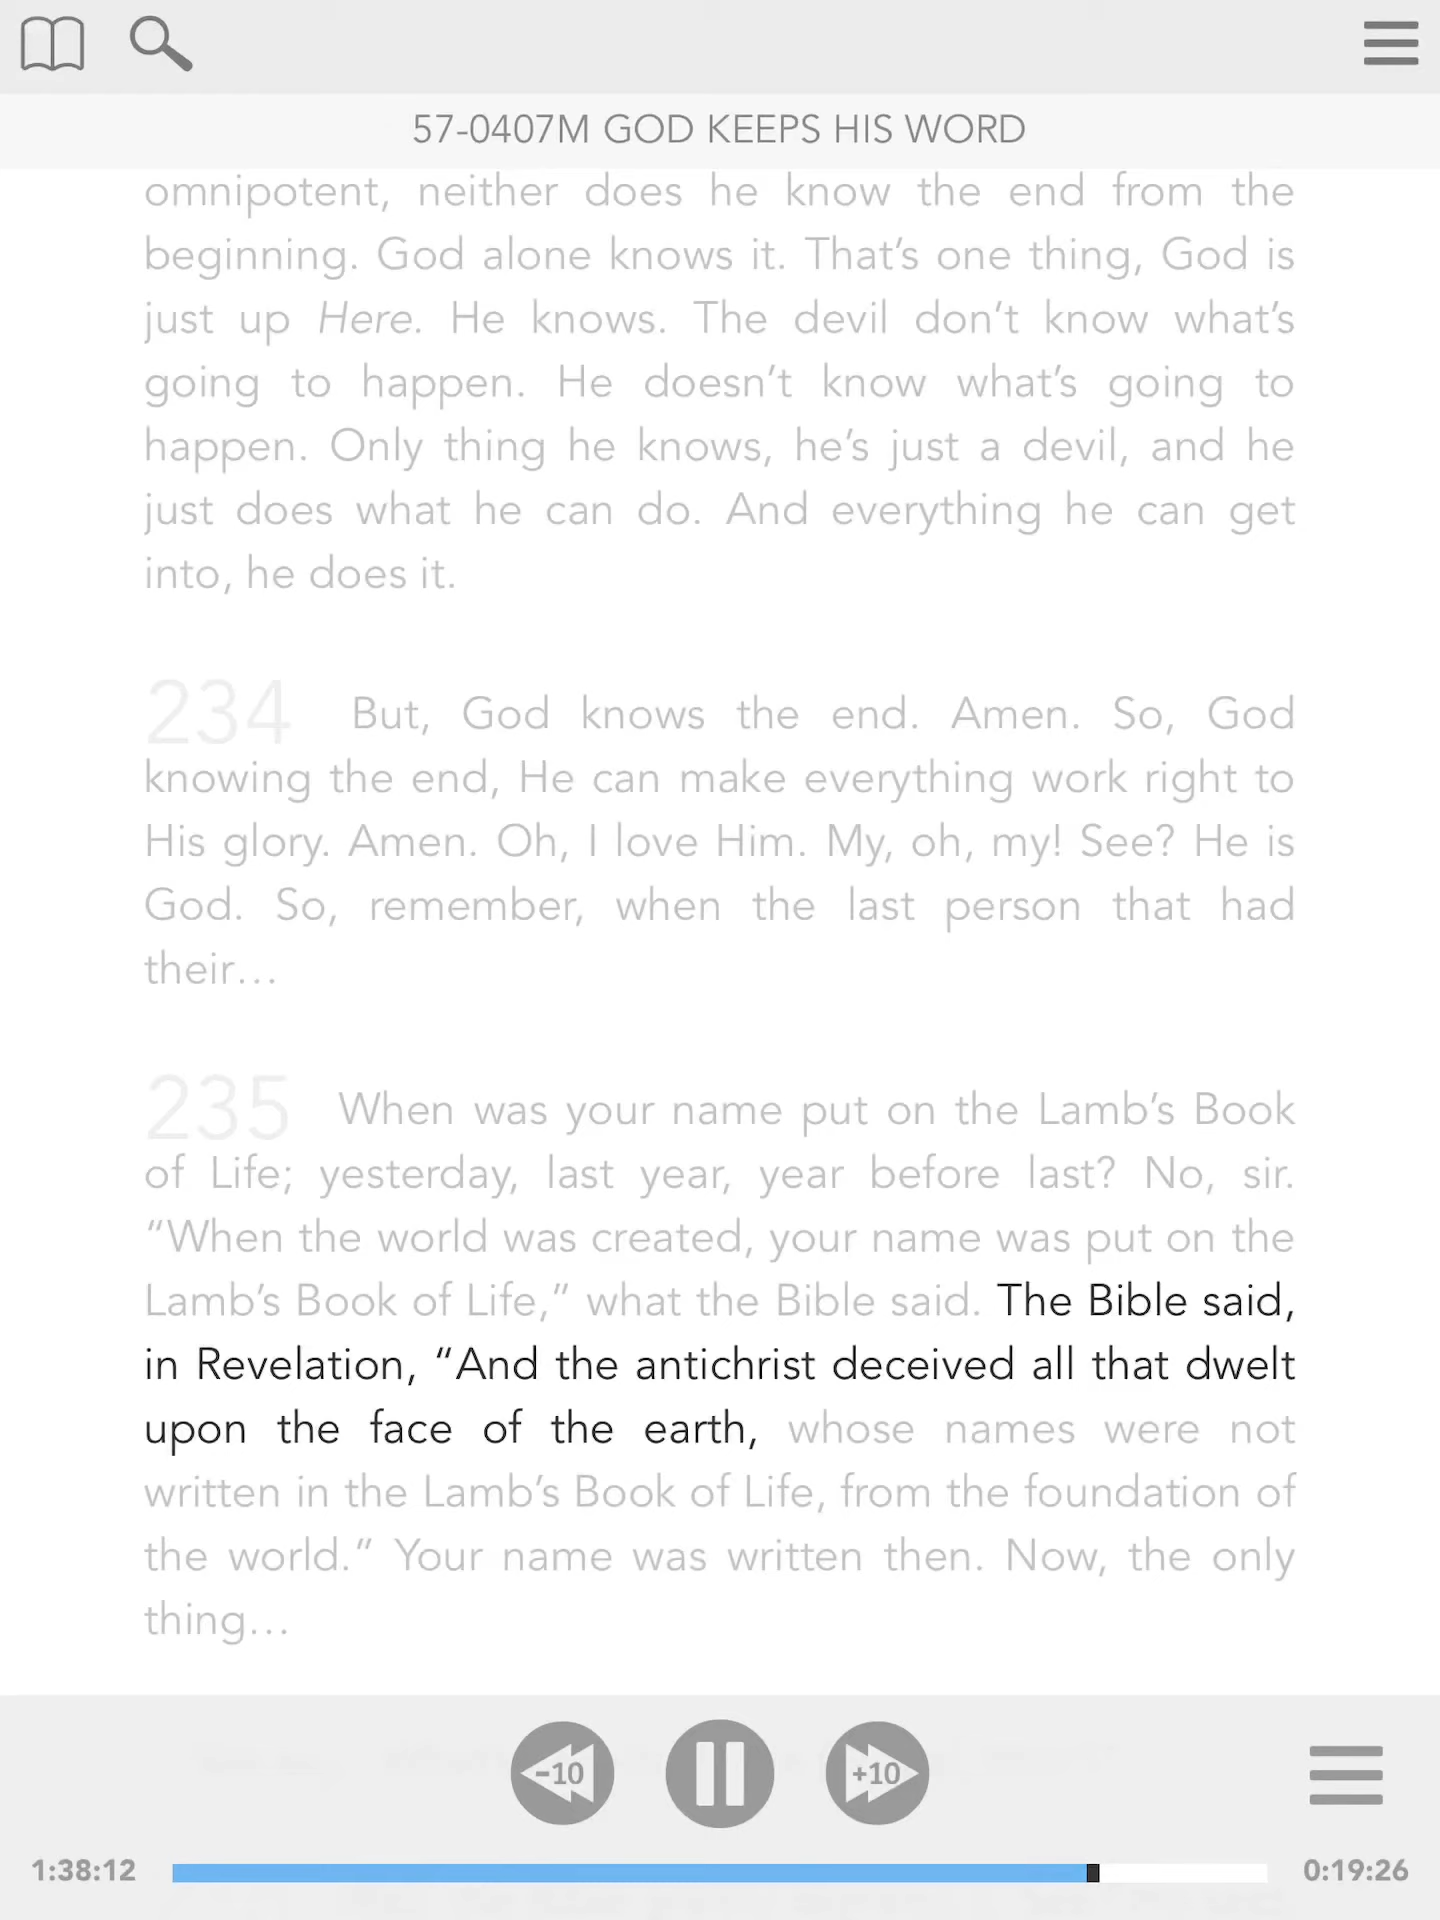 57-0407M GOD KEEPS HIS WORD
omnipotent, neither does he know the end from the
beginning. God alone knows it. That’s one thing, God is
just up Here. He knows. The devil don’t know what’s
going to happen. He doesn’t know what’s going to
happen. Only thing he knows, he’s just a devil, and he
just does what he can do. And everything he can get
into, he does it.
234 But, God knows the end. Amen. So, God
knowing the end, He can make everything work right to
His glory. Amen. Oh, I love Him. My, oh, my! See? He is
God. So, remember, when the last person that had
their…
235 When was your name put on the Lamb’s Book
of Life; yesterday, last year, year before last? No, sir.
“When the world was created, your name was put on the
Lamb’s Book of Life,” what the Bible said. The Bible said,
in Revelation, “And the antichrist deceived all that dwelt
upon the face of the earth, whose names were not
written in the Lamb’s Book of Life, from the foundation of
the world.” Your name was written then. Now, the only
thing…
-10 +10
1:38:12 0:19:26